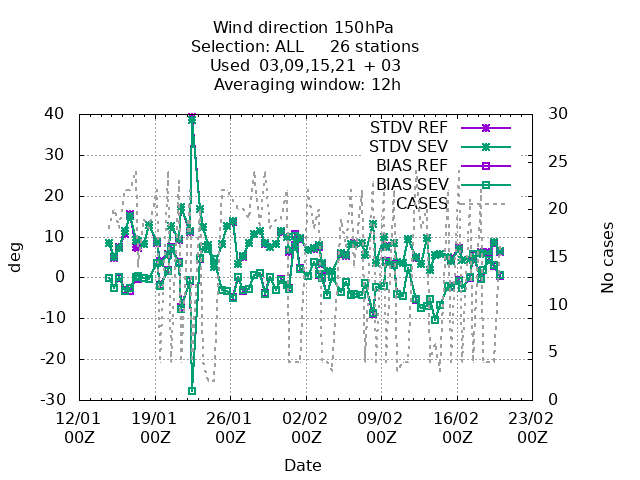 Wind direction 150hPa
Selection: ALL 26 stations
Used 03,09,15,21 + 03
Averaging window: 12h
40 30
STDV REF
30 25
STDV SEV
BIAS REF
20 BIAS SEV 20
CASES
10 15
deg No cases
0
10
-10
-20 5
-30 0
12/01 19/01 26/01 02/02 09/02 16/02 23/02
00Z 00Z 00Z 00Z 00Z 00Z 00Z
Date